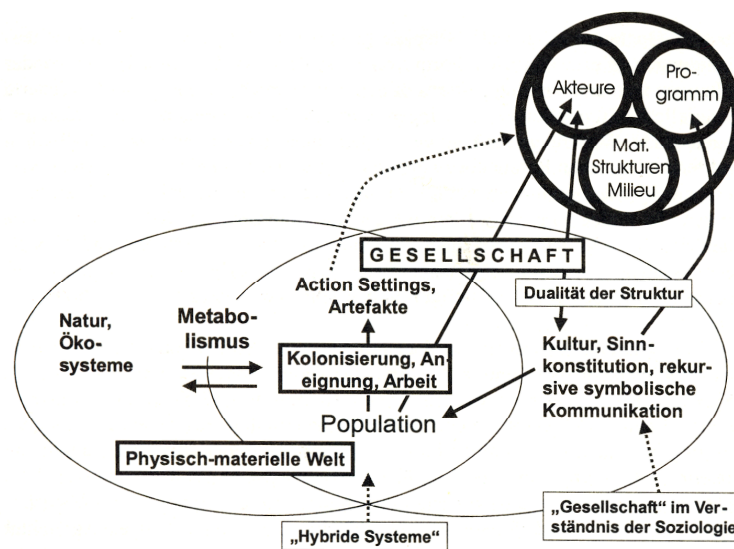 Akteure
Pro-
gramm
Mat.
Strukturen
Milieu
GESELLSCHAFT
Action Settings,
Artefakte
Dualität der Struktur
Natur,
Öko-
systeme
Metabo-
lismus
Kolonisierung, An-
eignung, Arbeit
Kultur, Sinn-
konstitution, rekur-
sive symbolische
Kommunikation
Population
Physisch-materielle Welt
„Hybride Systeme“
„Gesellschaft“ im Ver-
ständnis der Soziologie